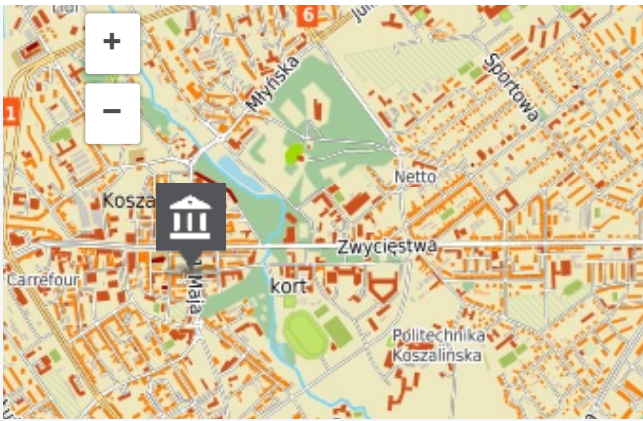 +
6
Młyńska
Sportowa
−
1
Netto
Kosza
Zwycięstwa
Carrefour
Maja
kort
Politechnika
Koszalińska